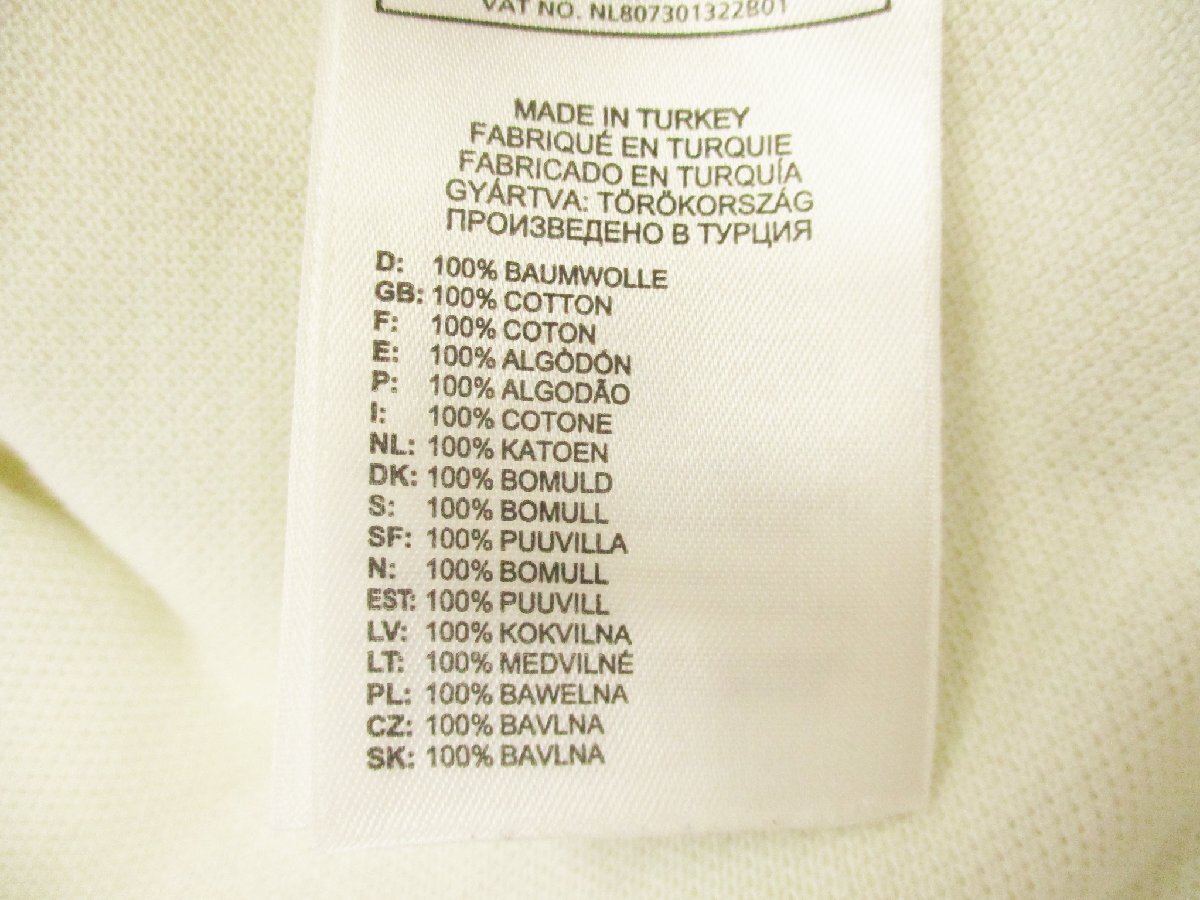 VAT NO. NL807301322B01
MADE IN TURKEY
FABRIQUÉ EN TURQUIE
FABRICADO EN TURQUÍA
GYÁRTVA: TÖRÖKORSZÁG
ПРОИЗВЕДЕНО В ТУРЦИЯ
D: 100% BAUMWOLLE
GB: 100% COTTON
F: 100% COTON
E: 100% ALGÒDÓN
P: 100% ALGODÃO
I: 100% COTONE
NL: 100% KATOEN
DK: 100% BOMULD
S: 100% BOMULL
SF: 100% PUUVILLA
N: 100% BOMULL
EST: 100% PUUVILL
LV: 100% KOKVILNA
LT: 100% MEDVILNÉ
PL: 100% BAWELNA
CZ: 100% BAVLNA
SK: 100% BAVLNA